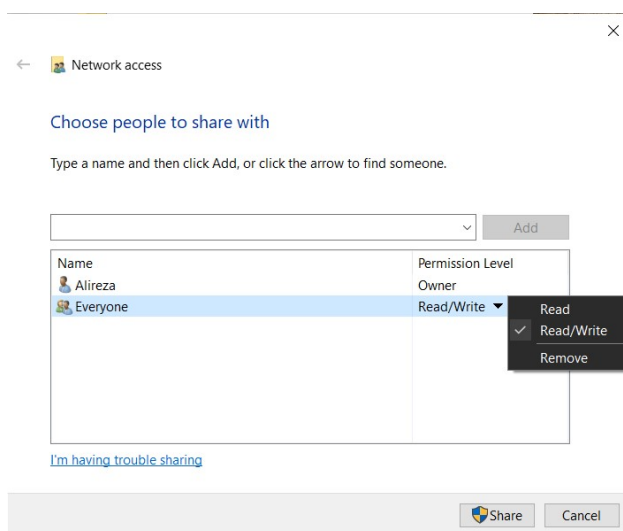 Network access
Choose people to share with
Type a name and then click Add, or click the arrow to find someone.
Add
Name Permission Level
Alireza Owner
Everyone Read/Write
Read
Read/Write
Remove
I'm having trouble sharing
Share Cancel